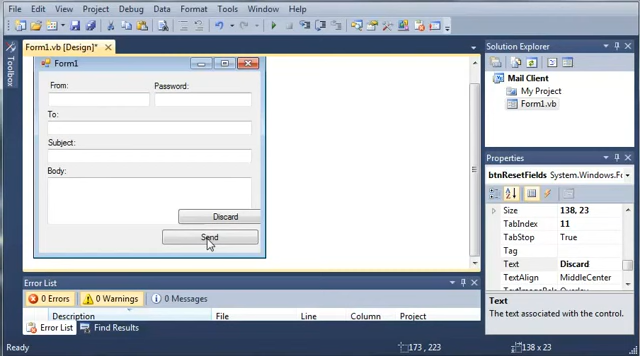 File Edit View Project Debug Data Format Tools Window Help
Form1.vb [Design]*
Toolbox
Form1
From:
Password:
To:
Subject:
Body:
Discard
Send
Solution Explorer
Mail Client
My Project
Form1.vb
Properties
btnResetFields System.Windows.Fo
Size 138, 23
TabIndex 11
TabStop True
Tag
Text Discard
TextAlign MiddleCenter
Text
The text associated with the control.
Error List
0 Errors 0 Warnings 0 Messages
Description File Line Column Project
Error List Find Results
Ready 173 , 223 138 x 23